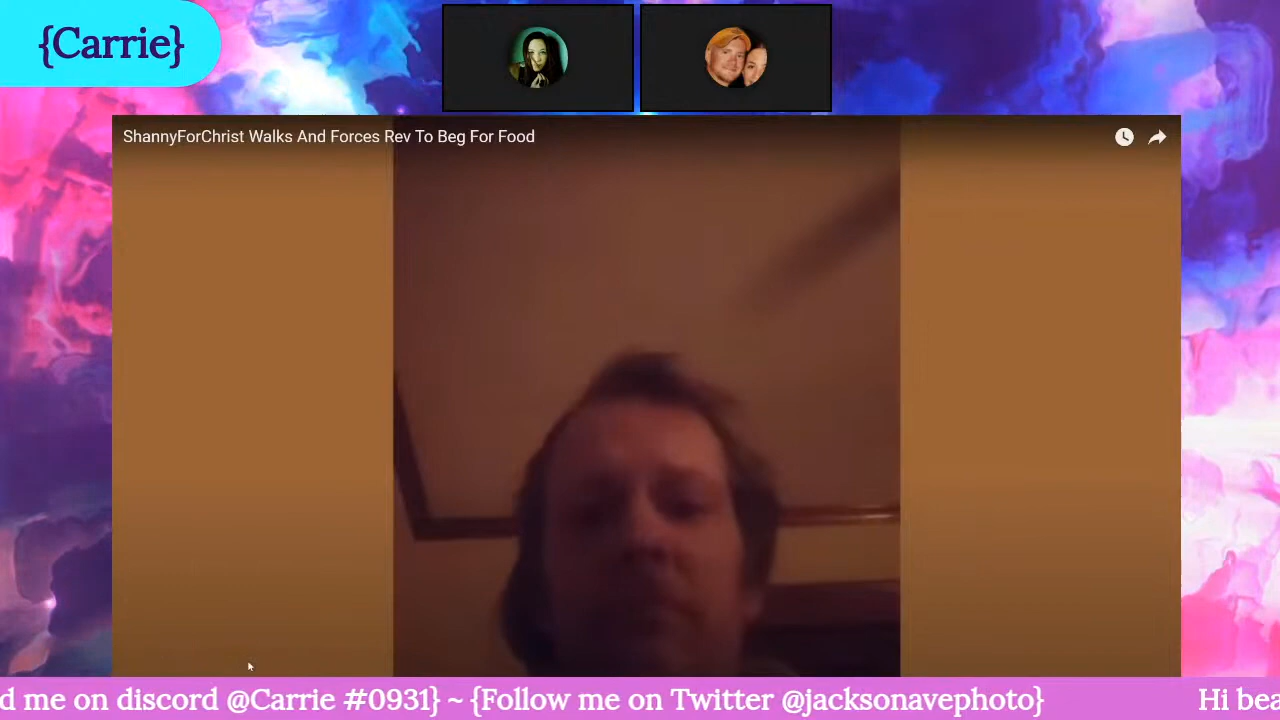 {Carrie}
ShannyForChrist Walks And Forces Rev To Beg For Food
d me on discord @Carrie #0931} ~ {Follow me on Twitter @jacksonavephoto} Hi bea